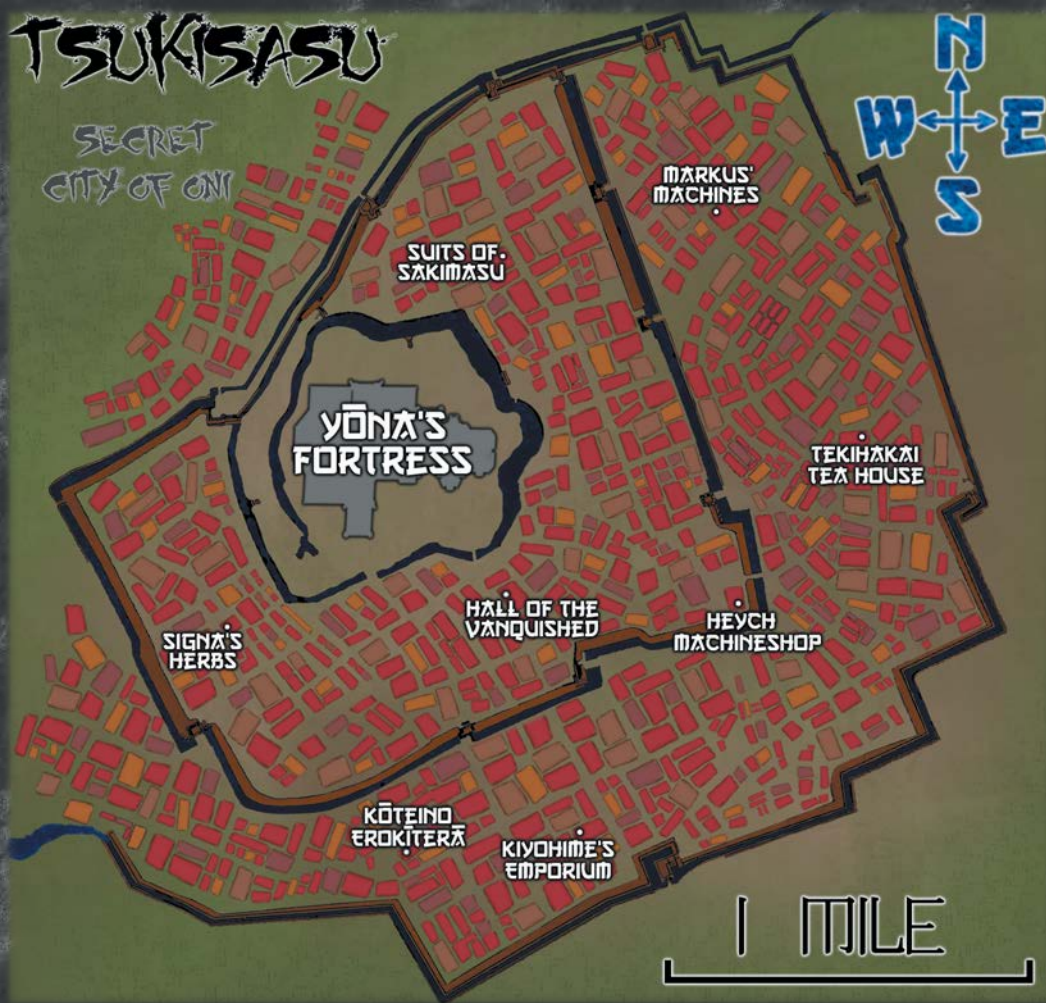 TSUKISASU
SECRET
CITY OF ONI
N
W E
S
MARKUS'
MACHINES
SUITS OF
SAKIMASU
YŌNA'S
FORTRESS
TEKIHAKAI
TEA HOUSE
HALL OF THE
VANQUISHED
HEYCH
MACHINESHOP
SIGNA'S
HERBS
KŌTEINO
EROKĪTERĀ
KIYOHIME'S
EMPORIUM
1 MILE